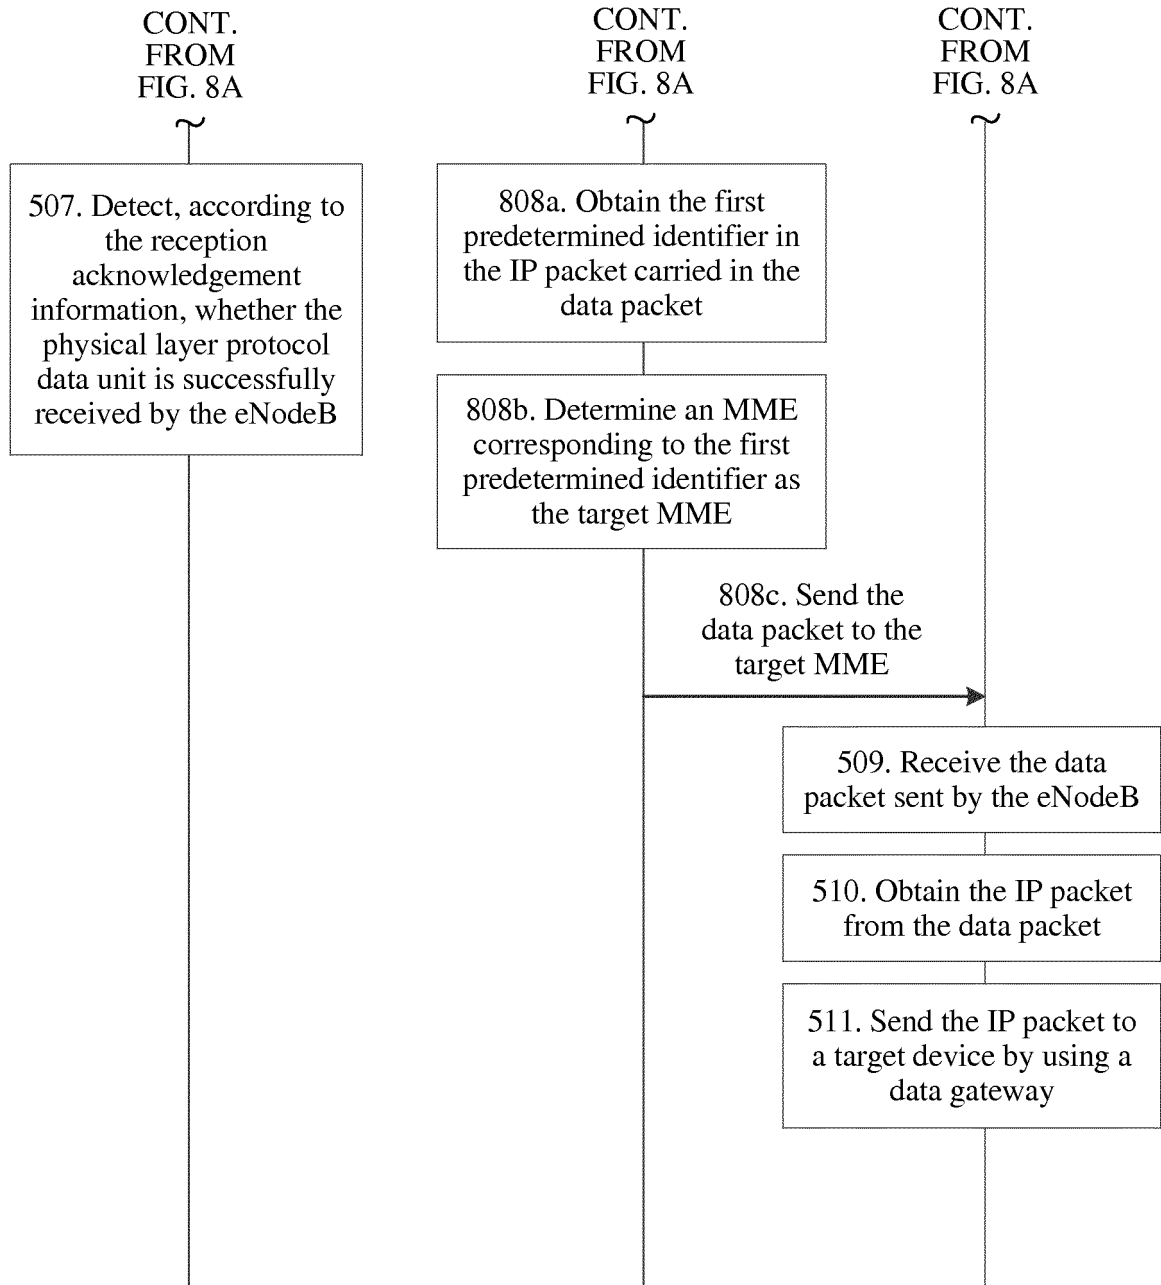 CONT.
FROM
FIG. 8A
CONT.
FROM
FIG. 8A
CONT.
FROM
FIG. 8A
507. Detect, according to
the reception
acknowledgement
information, whether the
physical layer protocol
data unit is successfully
received by the eNodeB
808a. Obtain the first
predetermined identifier in
the IP packet carried in the
data packet
808b. Determine an MME
corresponding to the first
predetermined identifier as
the target MME
808c. Send the
data packet to the
target MME
509. Receive the data
packet sent by the eNodeB
510. Obtain the IP packet
from the data packet
511. Send the IP packet to
a target device by using a
data gateway